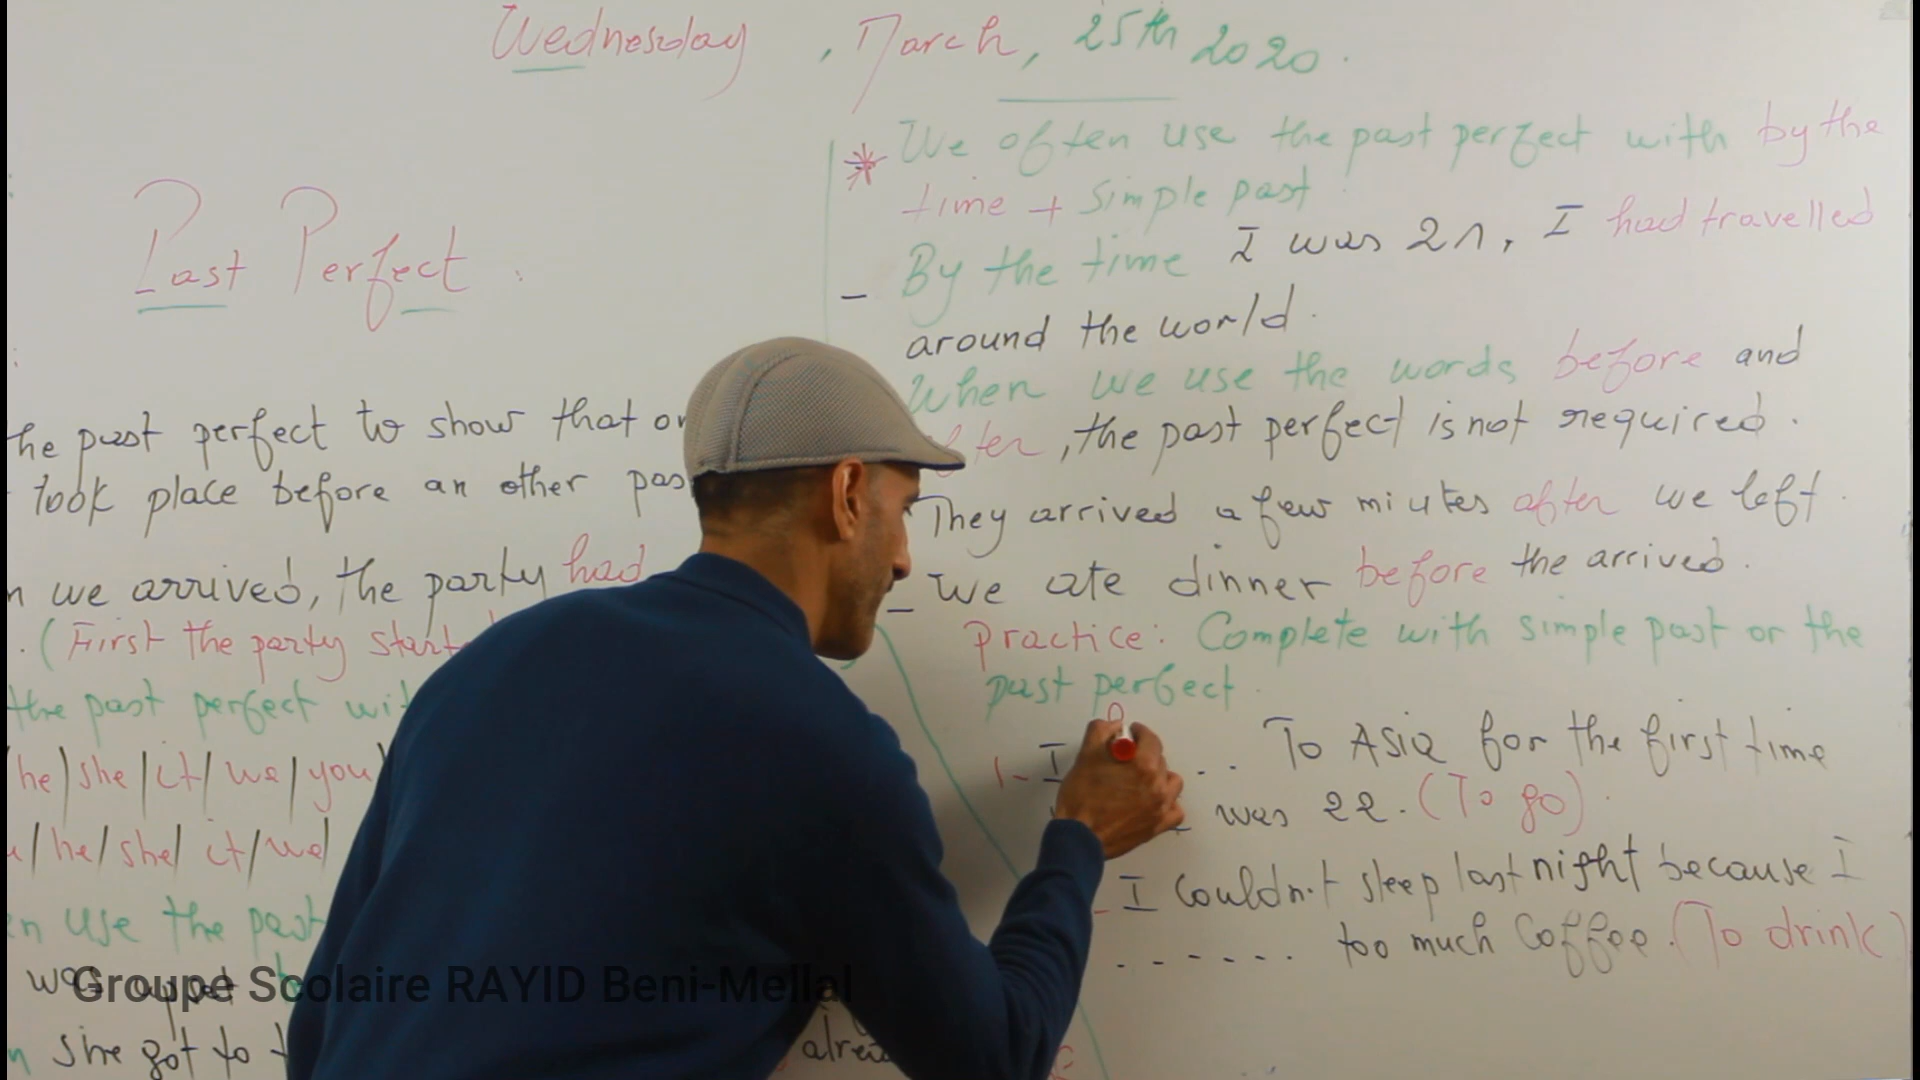 Wednesday, March, 25th 2020.
Past Perfect:
he past perfect to show that
took place before an other
n we arrived, the party had
.(First the party
the past perfect
he/she/it/we/you
/he/she/it/we/
en use the past
was upset
n she got to
* We often use the past perfect with by the
time + simple past.
- By the time I was 21, I had travelled
around the world.
When we use the words before and
, the past perfect is not required.
They arrived a few miutes after we left.
- We ate dinner before the arrived.
Practice: Complete with simple past or the
past perfect.
1- I ... To Asia for the first time
I was 22. (To go).
- I Couldn't sleep last night because I
- - - - - - too much Coffee. (To drink)
Groupe Scolaire RAYID Beni-Mellal